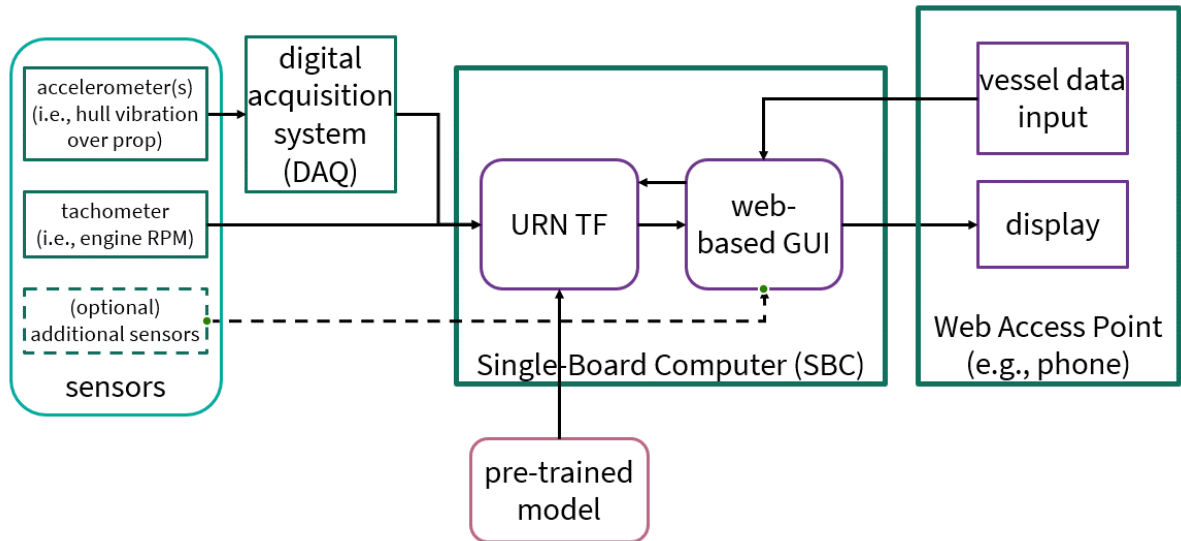 accelerometer(s)
(i.e., hull vibration
over prop)
tachometer
(i.e., engine RPM)
(optional)
additional sensors
sensors
digital
acquisition
system
(DAQ)
URN TF
web-
based GUI
Single-Board Computer (SBC)
pre-trained
model
vessel data
input
display
Web Access Point
(e.g., phone)